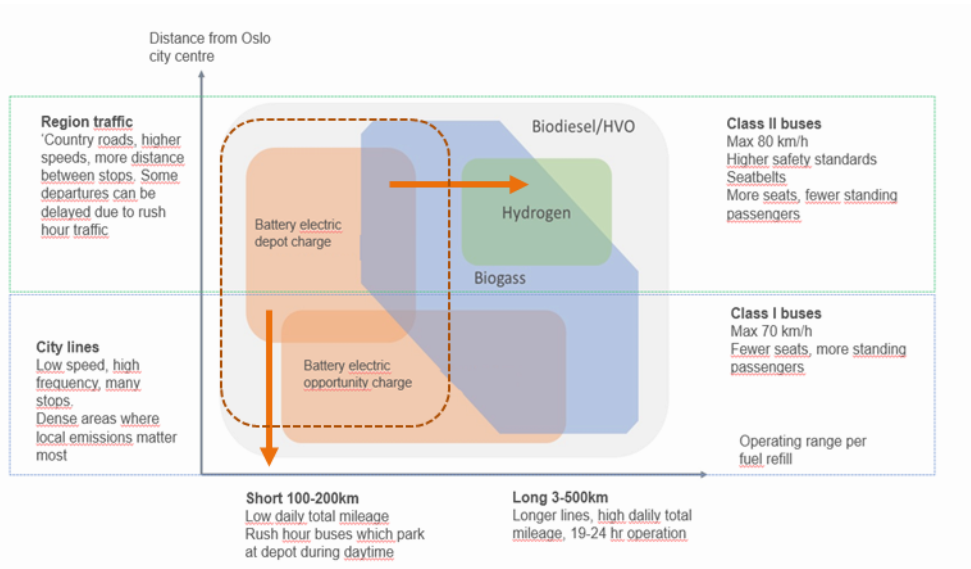 Distance from Oslo
city centre
Region traffic
'Country roads, higher
speeds, more distance
between stops. Some
departures can be
delayed due to rush
hour traffic
Biodiesel/HVO
Class II buses
Max 80 km/h
Higher safety standards
Seatbelts
More seats, fewer standing
passengers
Battery electric
depot charge
Hydrogen
Biogass
City lines
Low speed, high
frequency, many
stops.
Dense areas where
local emissions matter
most
Battery electric
opportunity charge
Class I buses
Max 70 km/h
Fewer seats, more standing
passengers
Operating range per
fuel refill
Short 100-200km
Low daily total mileage
Rush hour buses which park
at depot during daytime
Long 3-500km
Longer lines, high dalily total
mileage, 19-24 hr operation